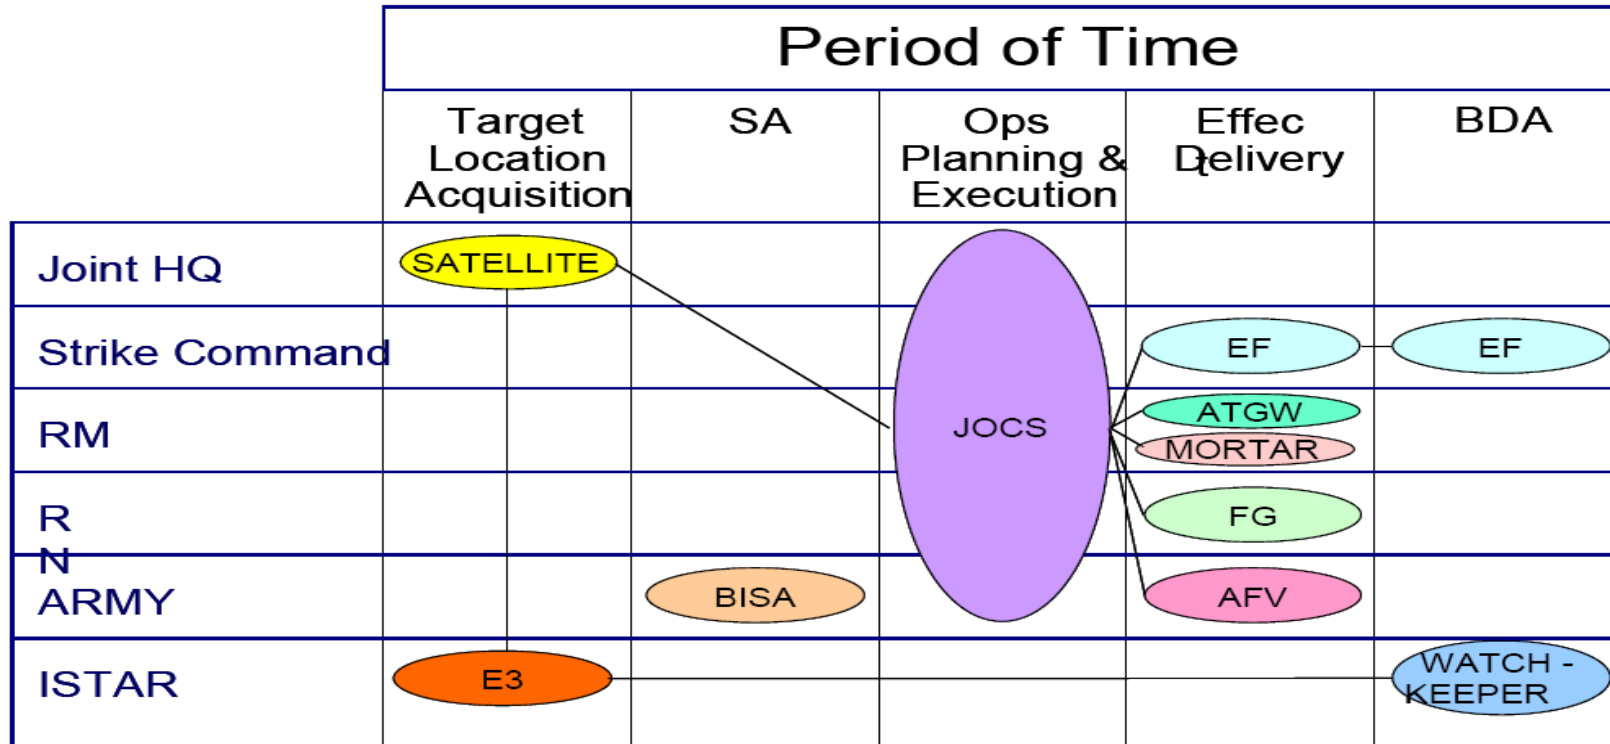 Period of Time
Target
Location
Acquisition
SA
Ops
Planning &
Execution
Effec
t
Delivery
BDA
Joint HQ
SATELLITE
Strike Command
EF
EF
RM
JOCS
ATGW
MORTAR
R
N
FG
ARMY
BISA
AFV
ISTAR
E3
WATCH -
KEEPER